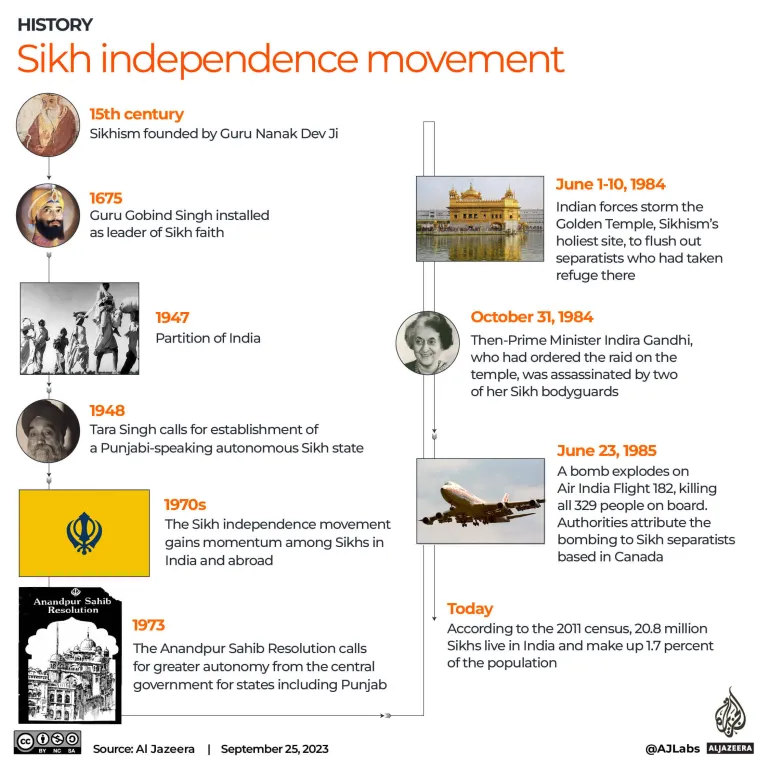 HISTORY
Sikh independence movement
15th century
Sikhism founded by Guru Nanak Dev Ji
1675
Guru Gobind Singh installed
as leader of Sikh faith
1947
Partition of India
1948
Tara Singh calls for establishment of
a Punjabi-speaking autonomous Sikh state
1970s
The Sikh independence movement
gains momentum among Sikhs in
India and abroad
Anandpur Sahib
Resolution
1973
The Anandpur Sahib Resolution calls
for greater autonomy from the central
government for states including Punjab
June 1-10, 1984
Indian forces storm the
Golden Temple, Sikhism's
holiest site, to flush out
separatists who had taken
refuge there
October 31, 1984
Then-Prime Minister Indira Gandhi,
who had ordered the raid on the
temple, was assassinated by two
of her Sikh bodyguards
June 23, 1985
A bomb explodes on
Air India Flight 182, killing
all 329 people on board.
Authorities attribute the
bombing to Sikh separatists
based in Canada
Today
According to the 2011 census, 20.8 million
Sikhs live in India and make up 1.7 percent
of the population
cc BY NC SA
Source: Al Jazeera | September 25, 2023
@AJLabs ALJAZEERA